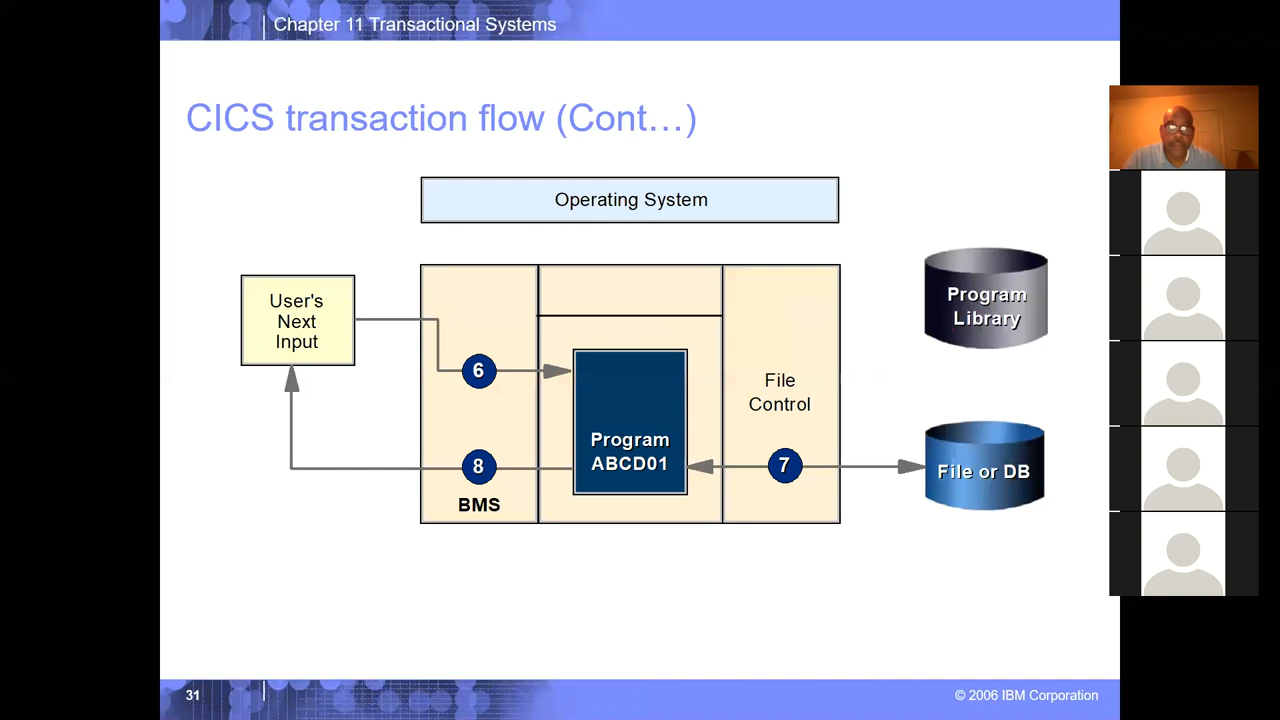 Chapter 11 Transactional Systems
CICS transaction flow (Cont…)
Operating System
User's
Next
Input
6
8
BMS
Program
ABCD01
File
Control
7
Program
Library
File or DB
31
© 2006 IBM Corporation